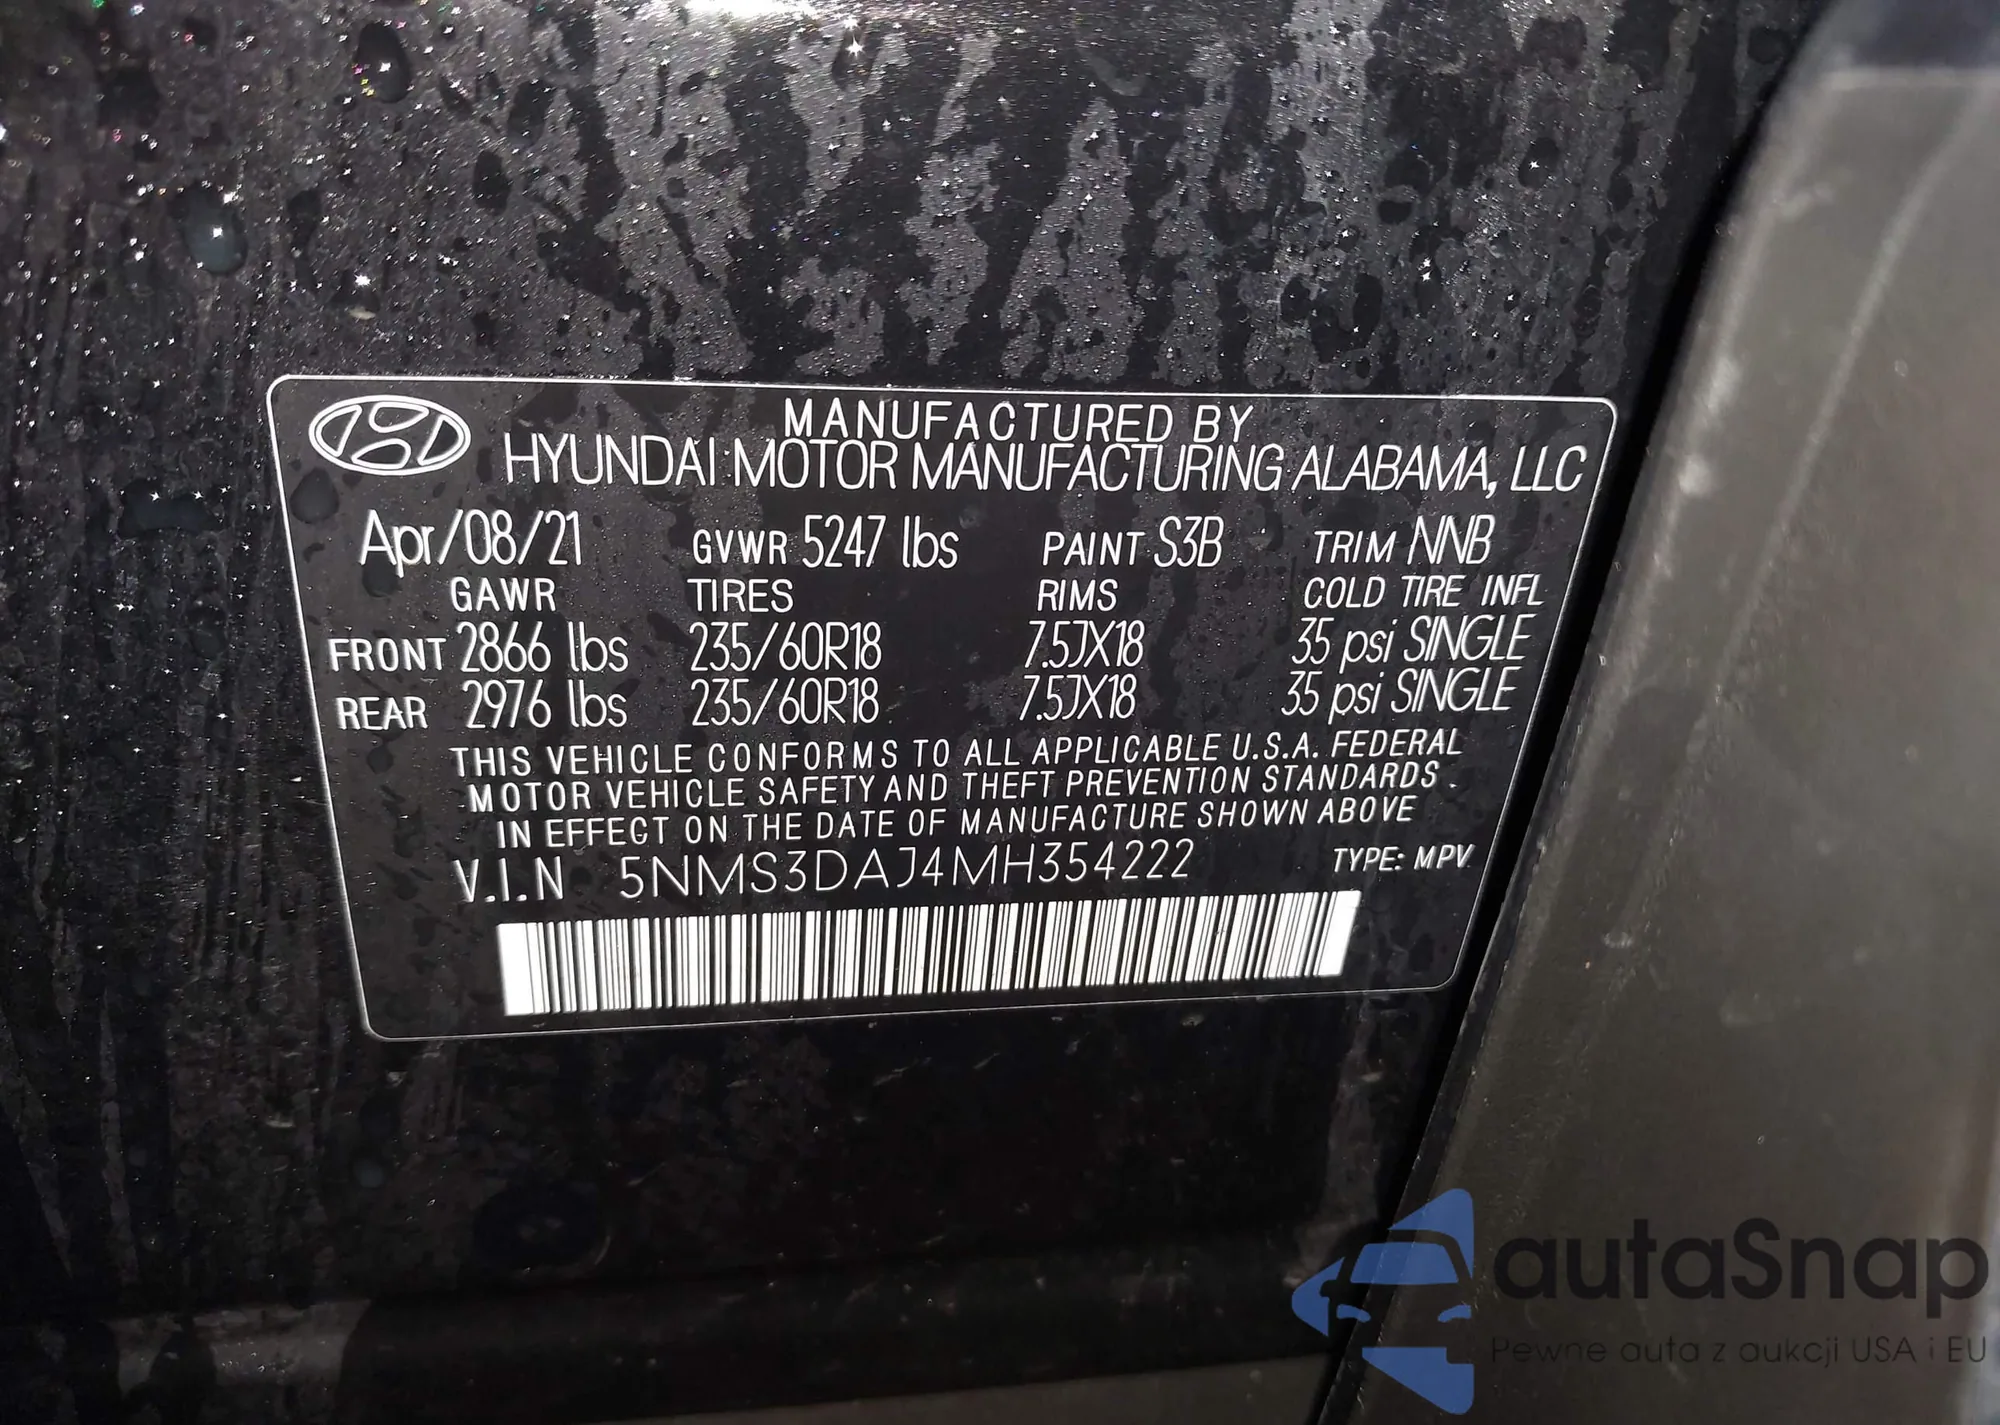 MANUFACTURED BY
HYUNDAI MOTOR MANUFACTURING ALABAMA, LLC
Apr/08/21 GVWR 5247 lbs PAINT S3B TRIM NNB
GAWR TIRES RIMS COLD TIRE INFL
FRONT 2866 lbs 235/60R18 7.5JX18 35 psi SINGLE
REAR 2976 lbs 235/60R18 7.5JX18 35 psi SINGLE
THIS VEHICLE CONFORMS TO ALL APPLICABLE U.S.A. FEDERAL
MOTOR VEHICLE SAFETY AND THEFT PREVENTION STANDARDS.
IN EFFECT ON THE DATE OF MANUFACTURE SHOWN ABOVE
V.I.N 5NMS3DAJ4MH354222 TYPE: MPV
autaSnap
Pewne auta z aukcji USA i EU